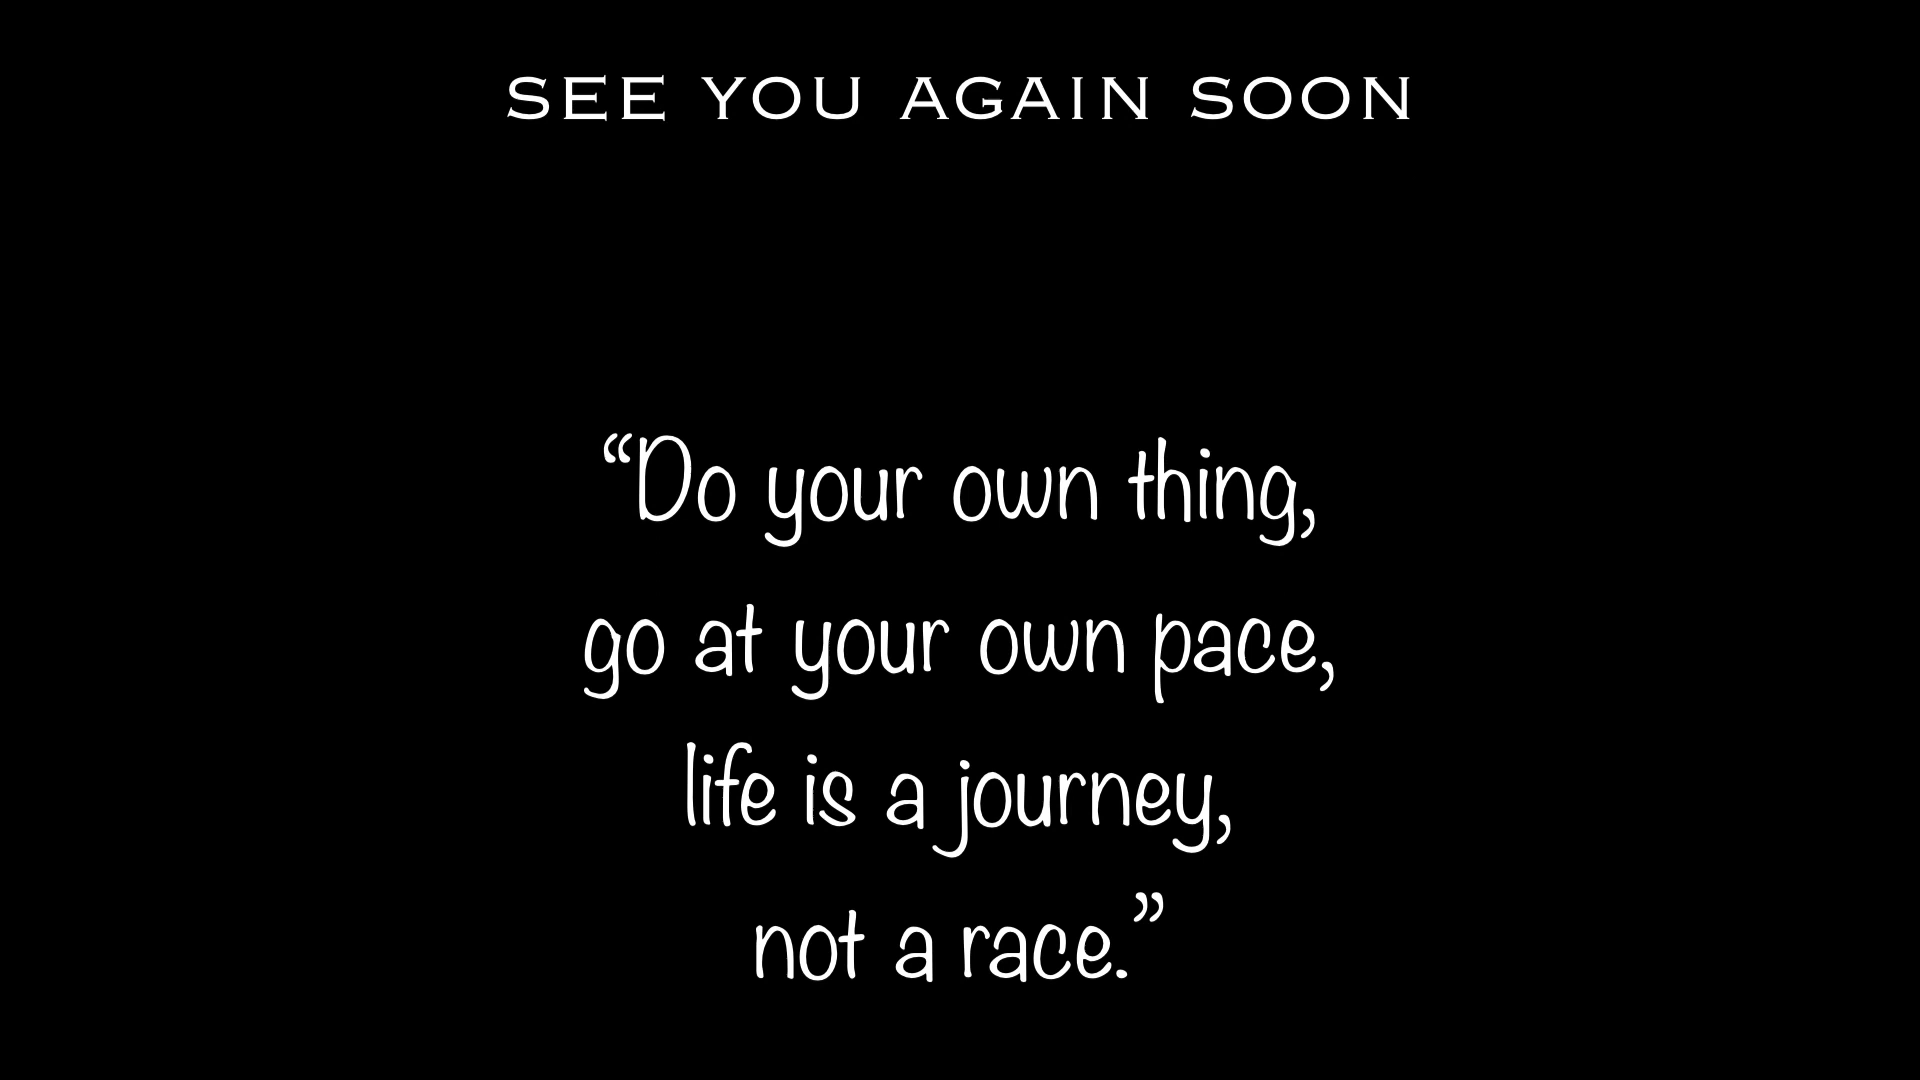 SEE YOU AGAIN SOON
“Do your own thing,
go at your own pace,
life is a journey,
not a race.”